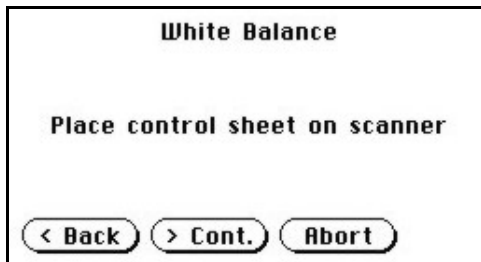 White Balance
Place control sheet on scanner
< Back > Cont. Abort